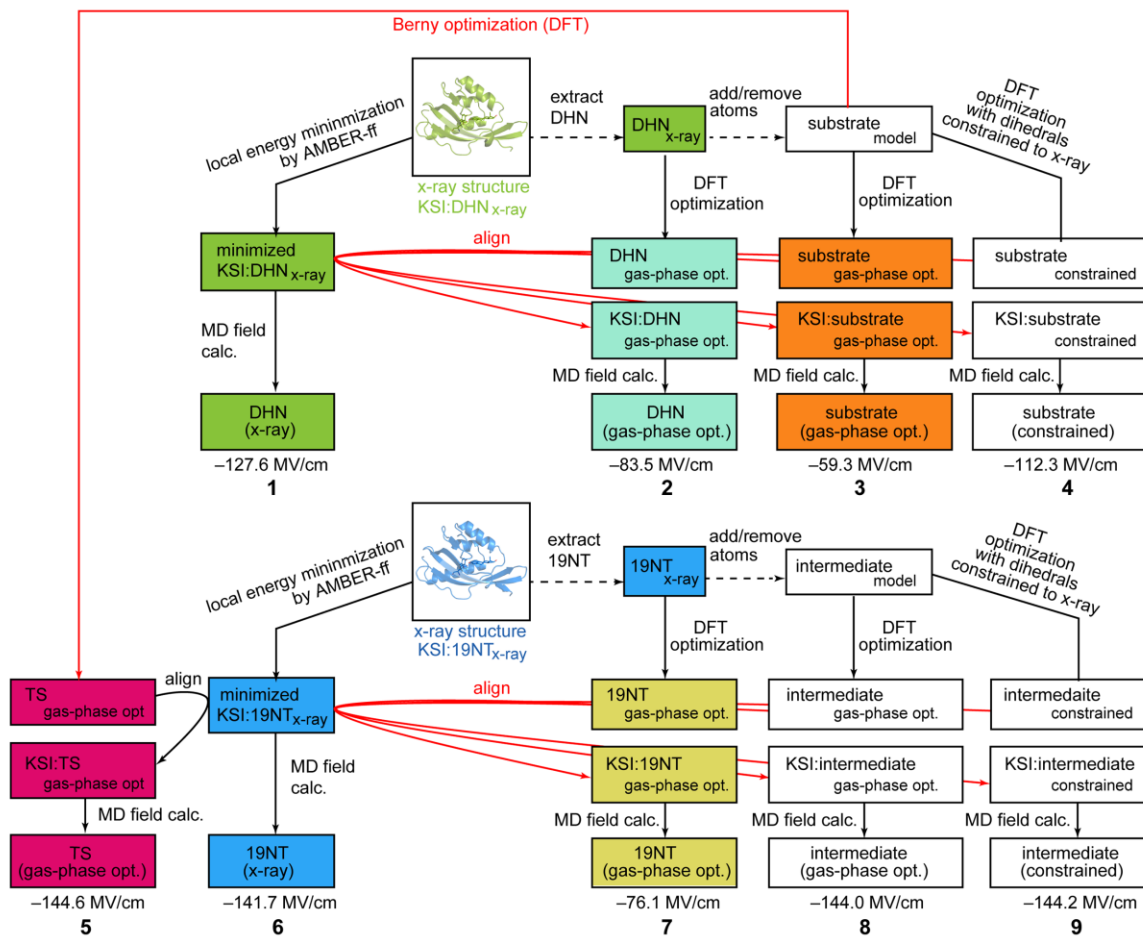 Berny optimization (DFT)
local energy mininmization
by AMBER-ff
extract
DHN
add/remove
atoms
DFT
optimization
with dihedrals
constrained to x-ray
DHN
x-ray
substrate
model
x-ray structure
KSI:DHN x-ray
DFT
optimization
DFT
optimization
minimized
KSI:DHN x-ray
align
DHN
gas-phase opt.
substrate
gas-phase opt.
substrate
constrained
MD field
calc.
KSI:DHN
gas-phase opt.
KSI:substrate
gas-phase opt.
KSI:substrate
constrained
MD field calc.
MD field calc.
MD field calc.
DHN
(x-ray)
DHN
(gas-phase opt.)
substrate
(gas-phase opt.)
substrate
(constrained)
–127.6 MV/cm
–83.5 MV/cm
–59.3 MV/cm
–112.3 MV/cm
1
2
3
4
local energy mininmization
by AMBER-ff
extract
19NT
add/remove
atoms
DFT
optimization
with dihedrals
constrained to x-ray
19NT
x-ray
intermediate
model
x-ray structure
KSI:19NT x-ray
DFT
optimization
DFT
optimization
TS
gas-phase opt
align
minimized
KSI:19NT x-ray
align
19NT
gas-phase opt.
intermedaite
gas-phase opt.
intermedaite
constrained
KSI:TS
gas-phase opt
MD field
calc.
KSI:19NT
gas-phase opt.
KSI:intermediate
gas-phase opt.
KSI:intermediate
constrained
MD field calc.
MD field calc.
MD field calc.
MD field calc.
TS
(gas-phase opt.)
19NT
(x-ray)
19NT
(gas-phase opt.)
intermediate
(gas-phase opt.)
intermediate
(constrained)
–144.6 MV/cm
–141.7 MV/cm
–76.1 MV/cm
–144.0 MV/cm
–144.2 MV/cm
5
6
7
8
9